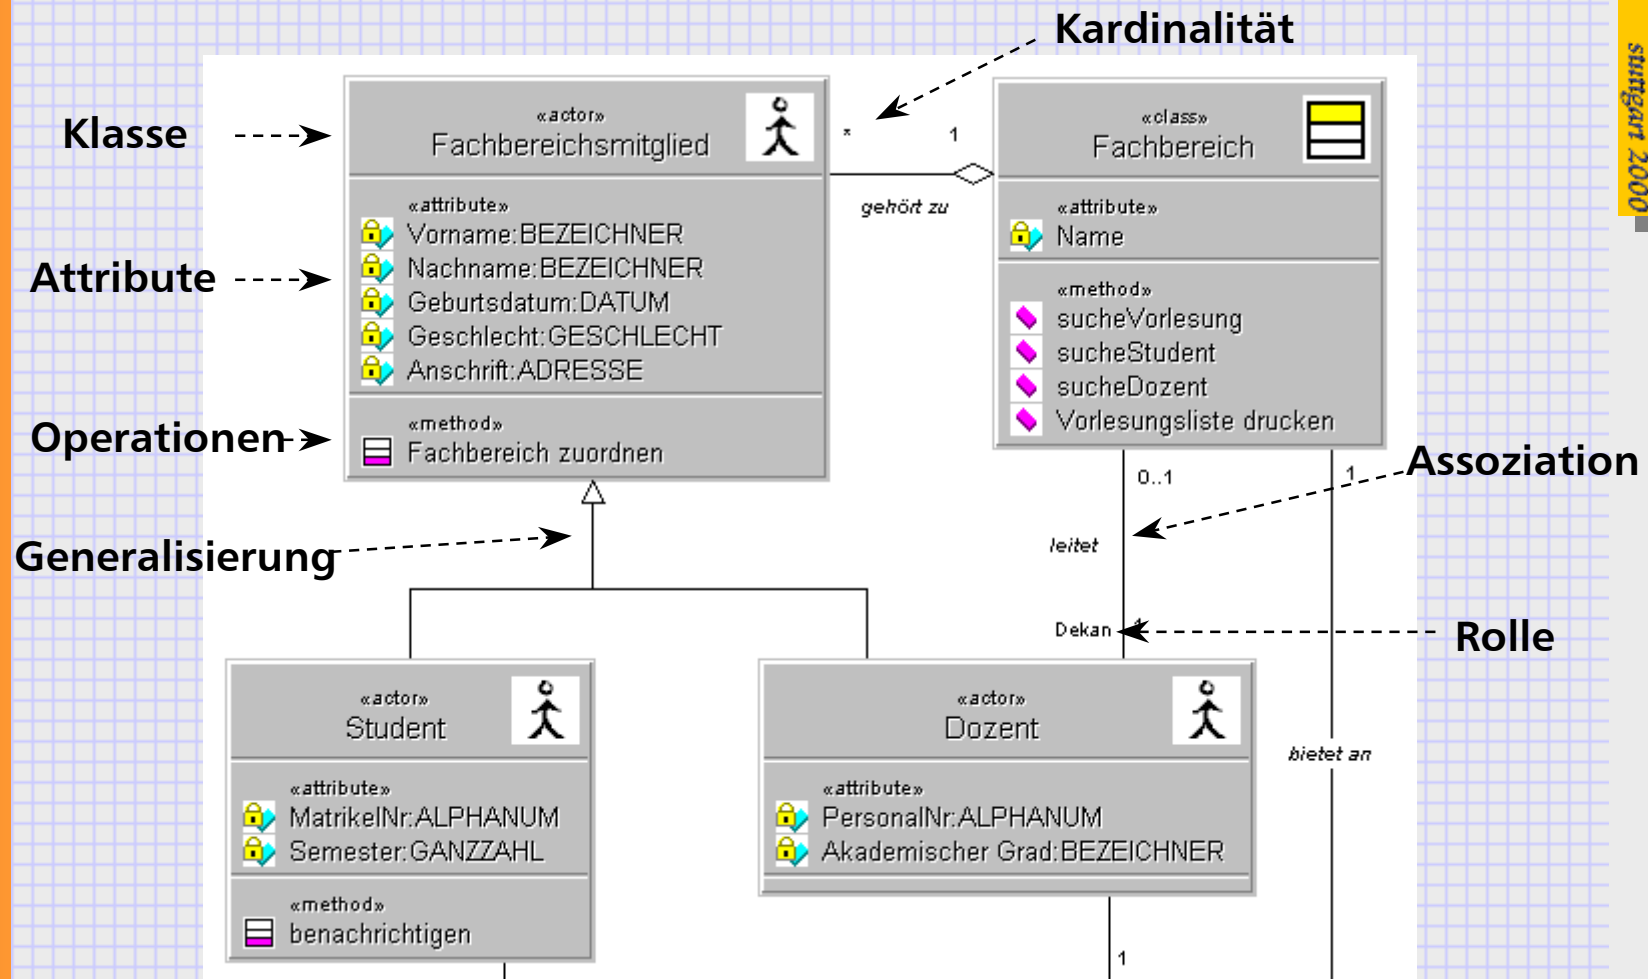 Kardinalität
stuttgart 2000
Klasse
«actor»
Fachbereichsmitglied
* 1
gehört zu
«class»
Fachbereich
Attribute
«attribute»
Vorname:BEZEICHNER
Nachname:BEZEICHNER
Geburtsdatum:DATUM
Geschlecht:GESCHLECHT
Anschrift:ADRESSE
«attribute»
Name
«method»
sucheVorlesung
sucheStudent
sucheDozent
Vorlesungsliste drucken
Operationen
«method»
Fachbereich zuordnen
0..1
1
Assoziation
leitet
Generalisierung
Dekan 1
Rolle
«actor»
Student
«attribute»
MatrikelNr:ALPHANUM
Semester:GANZZAHL
«method»
benachrichtigen
«actor»
Dozent
«attribute»
PersonalNr:ALPHANUM
Akademischer Grad:BEZEICHNER
bietet an
1